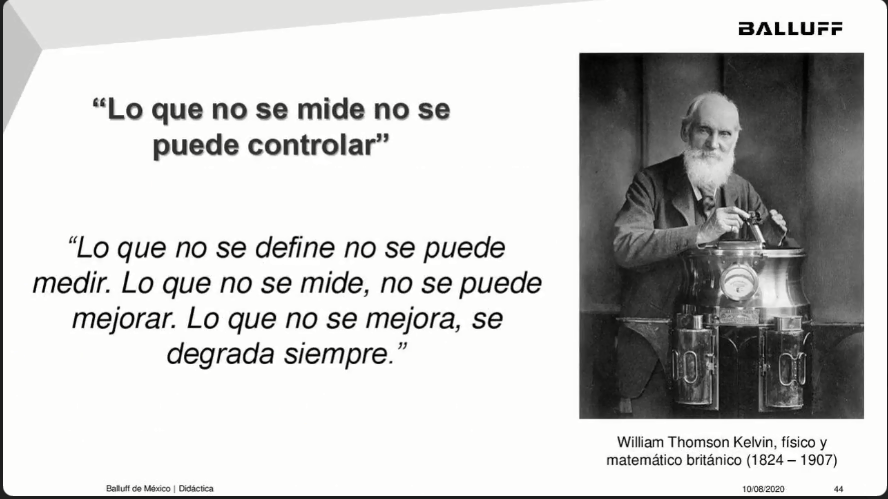 BALLUFF
“Lo que no se mide no se
puede controlar”
“Lo que no se define no se puede
medir. Lo que no se mide, no se puede
mejorar. Lo que no se mejora, se
degrada siempre.”
William Thomson Kelvin, físico y
matemático británico (1824 – 1907)
Balluff de México | Didáctica
10/08/2020
44